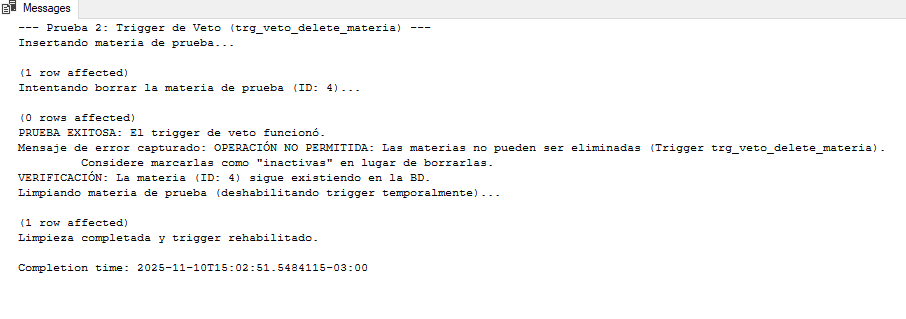 Messages
--- Prueba 2: Trigger de Veto (trg_veto_delete_materia) ---
Insertando materia de prueba...
(1 row affected)
Intentando borrar la materia de prueba (ID: 4)...
(0 rows affected)
PRUEBA EXITOSA: El trigger de veto funcionó.
Mensaje de error capturado: OPERACIÓN NO PERMITIDA: Las materias no pueden ser eliminadas (Trigger trg_veto_delete_materia).
Considere marcarlas como "inactivas" en lugar de borrarlas.
VERIFICACIÓN: La materia (ID: 4) sigue existiendo en la BD.
Limpiando materia de prueba (deshabilitando trigger temporalmente)...
(1 row affected)
Limpieza completada y trigger rehabilitado.
Completion time: 2025-11-10T15:02:51.5484115-03:00